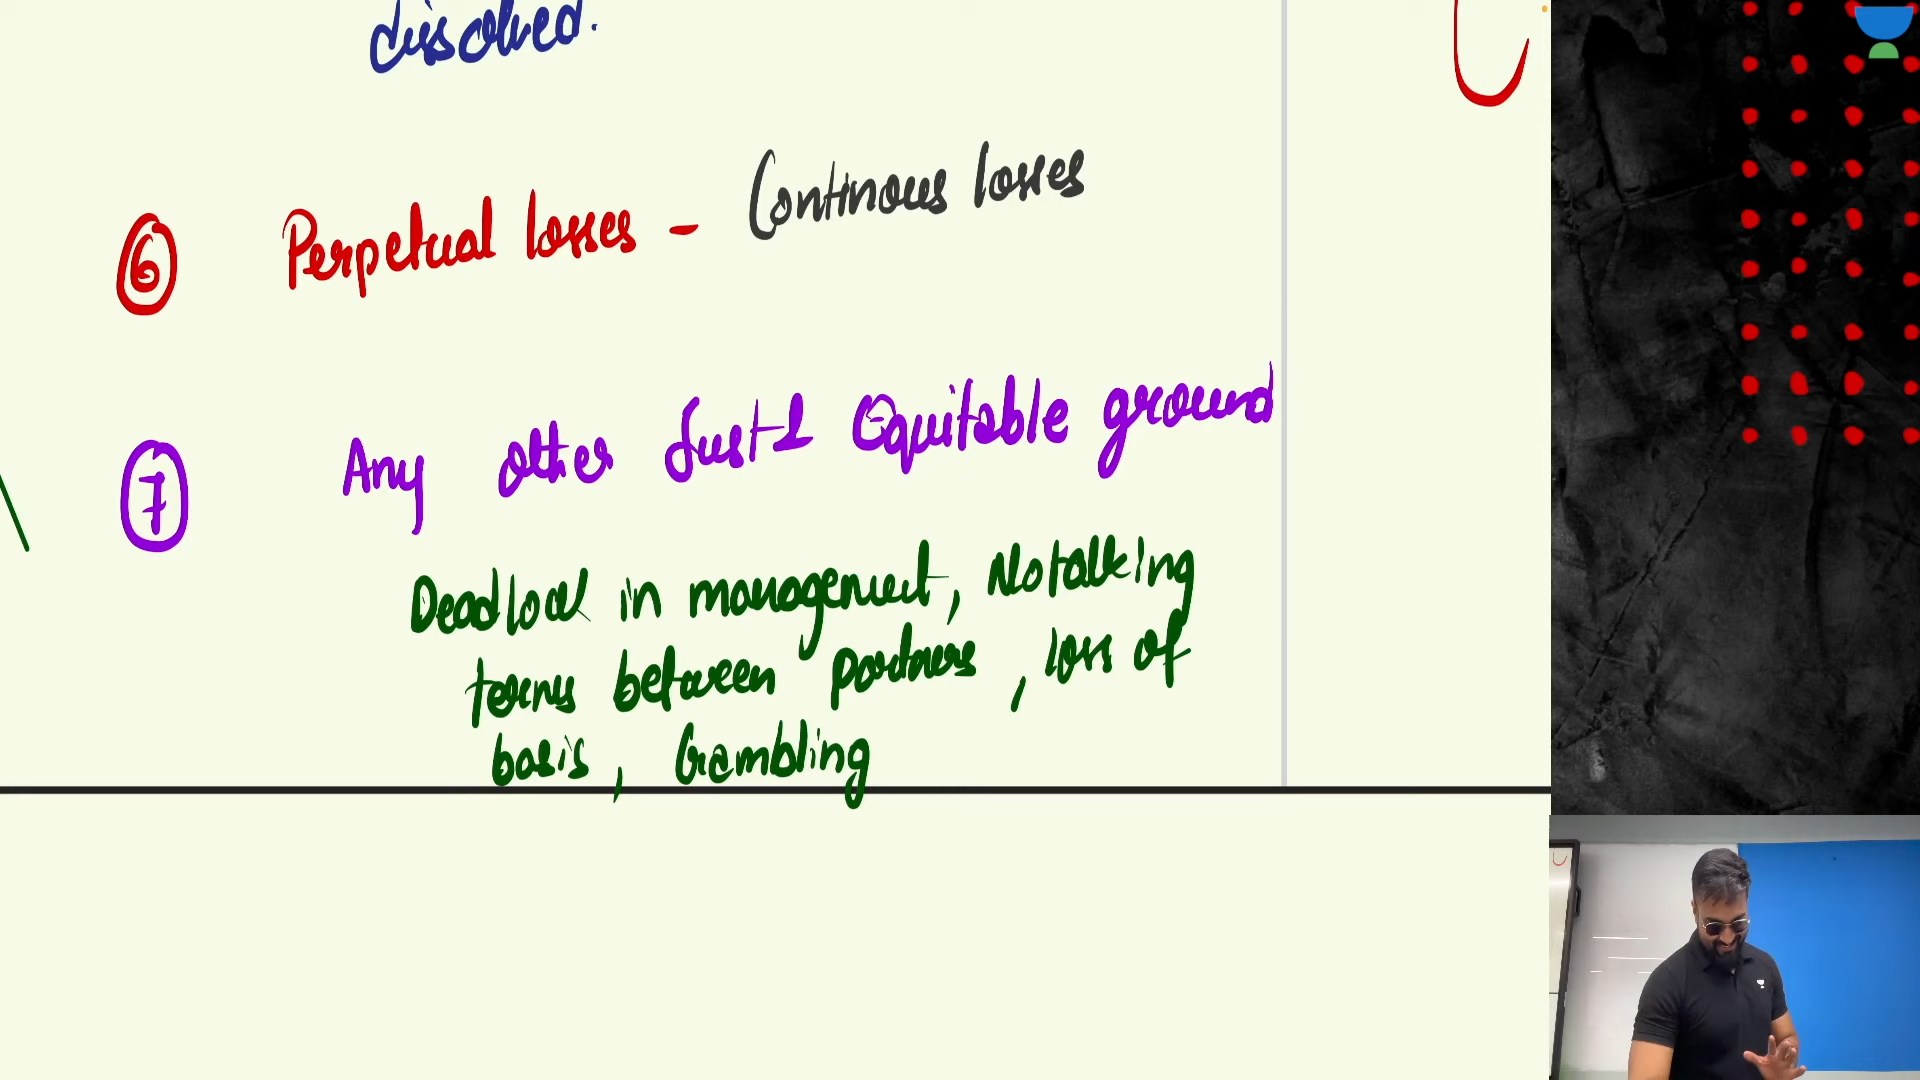 dissolved.
6 Perpetual losses - Continous losses
7 Any other Just & Equitable ground
Deadlock in management, No talking
terms between partners, loss of
basis, Gambling